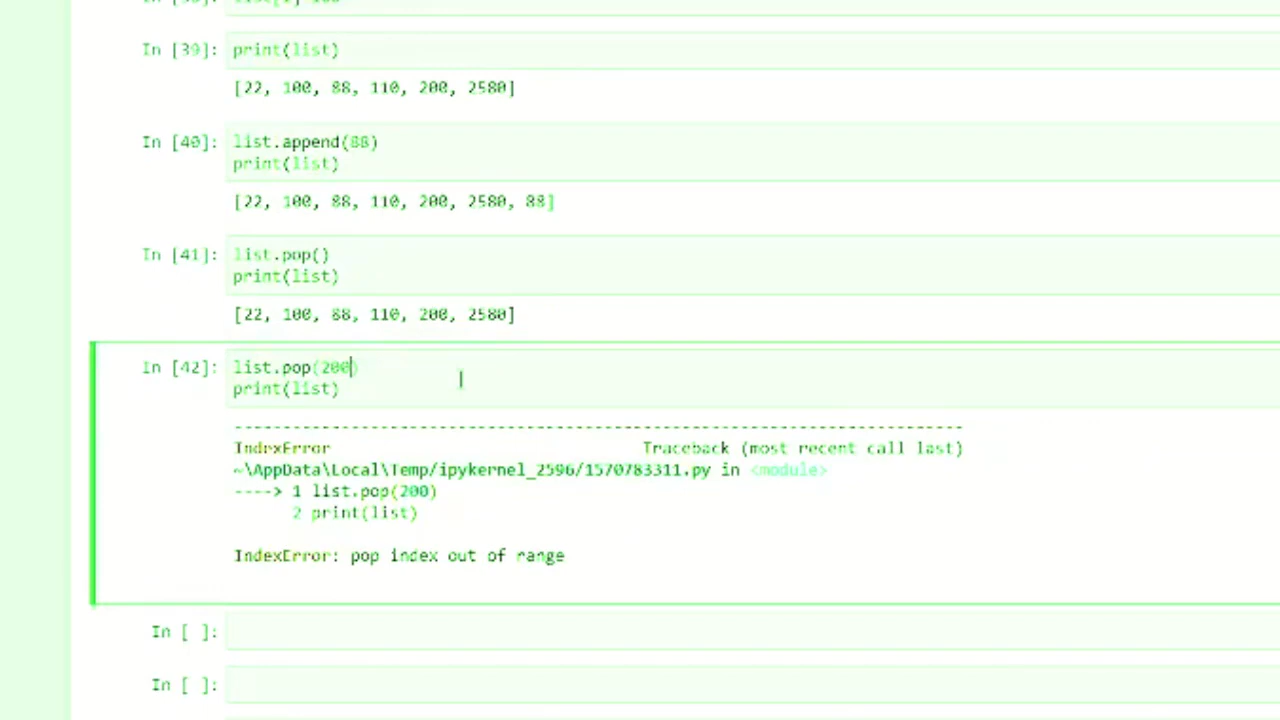 In [39]: print(list)
[22, 100, 88, 110, 200, 2580]
In [40]: list.append(88)
print(list)
[22, 100, 88, 110, 200, 2580, 88]
In [41]: list.pop()
print(list)
[22, 100, 88, 110, 200, 2580]
In [42]: list.pop(200)
print(list)
---------------------------------------------------------------------------
IndexError Traceback (most recent call last)
~\AppData\Local\Temp/ipykernel_2596/1570783311.py in <module>
----> 1 list.pop(200)
2 print(list)
IndexError: pop index out of range
In [ ]:
In [ ]: